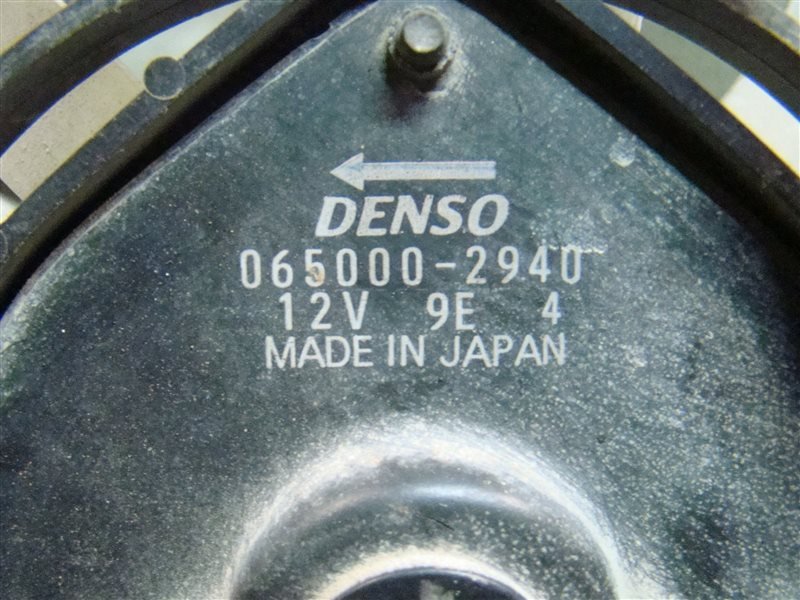 DENSO
065000-2940
12V 9E 4
MADE IN JAPAN